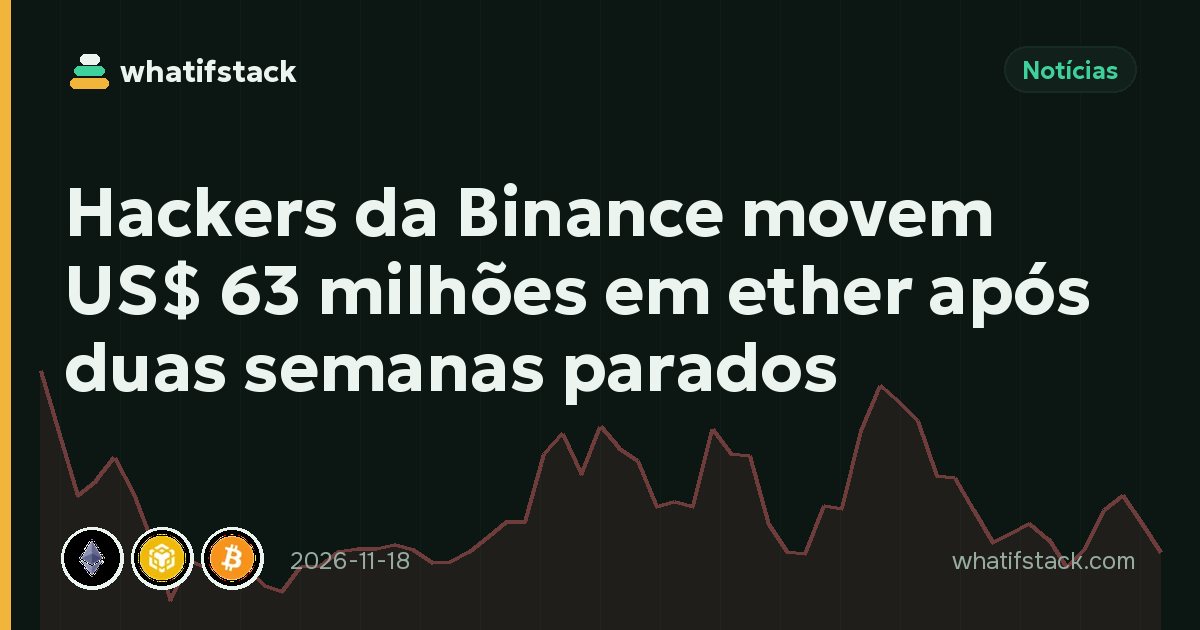 whatifstack
Notícias
Hackers da Binance movem
US$ 63 milhões em ether após
duas semanas parados
2026-11-18
whatifstack.com